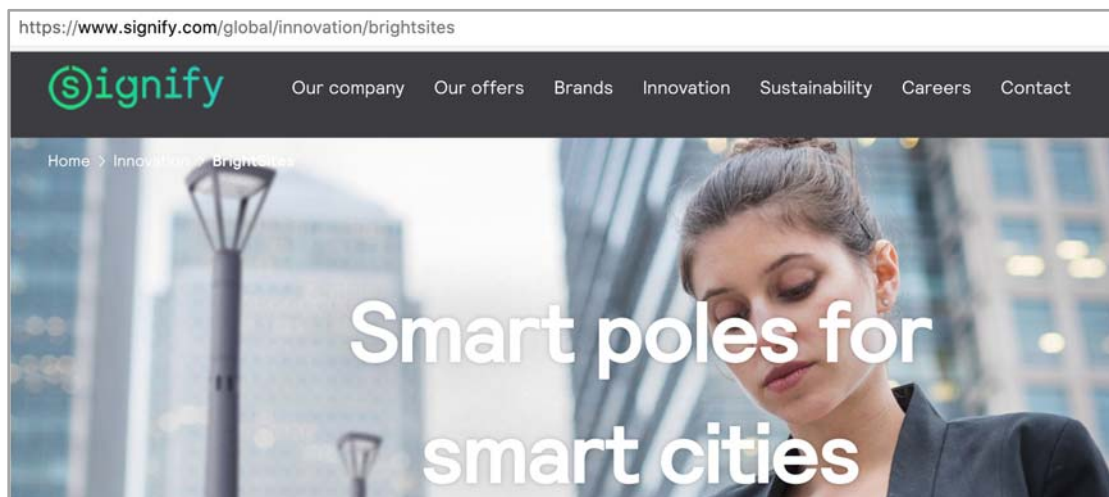 https://www.signify.com/global/innovation/brightsites
signify
Our company Our offers Brands Innovation Sustainability Careers Contact
Home > Innovation > BrightSites
Smart poles for
smart cities